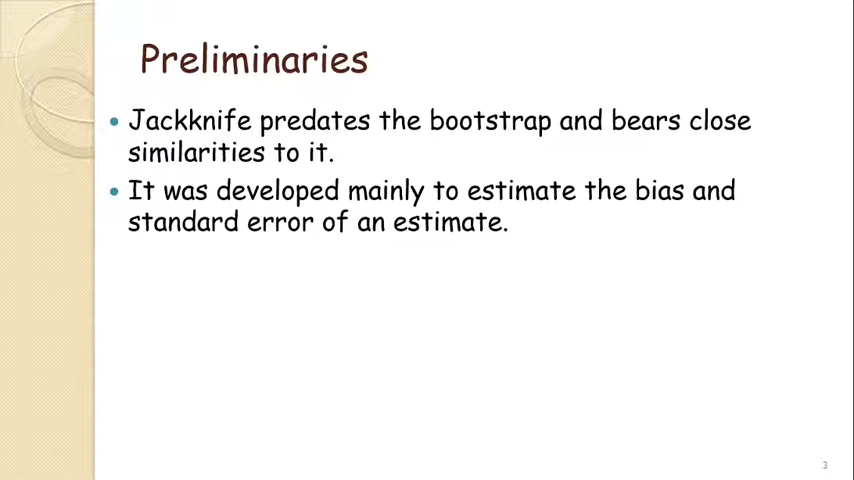 Preliminaries
• Jackknife predates the bootstrap and bears close
similarities to it.
• It was developed mainly to estimate the bias and
standard error of an estimate.
3